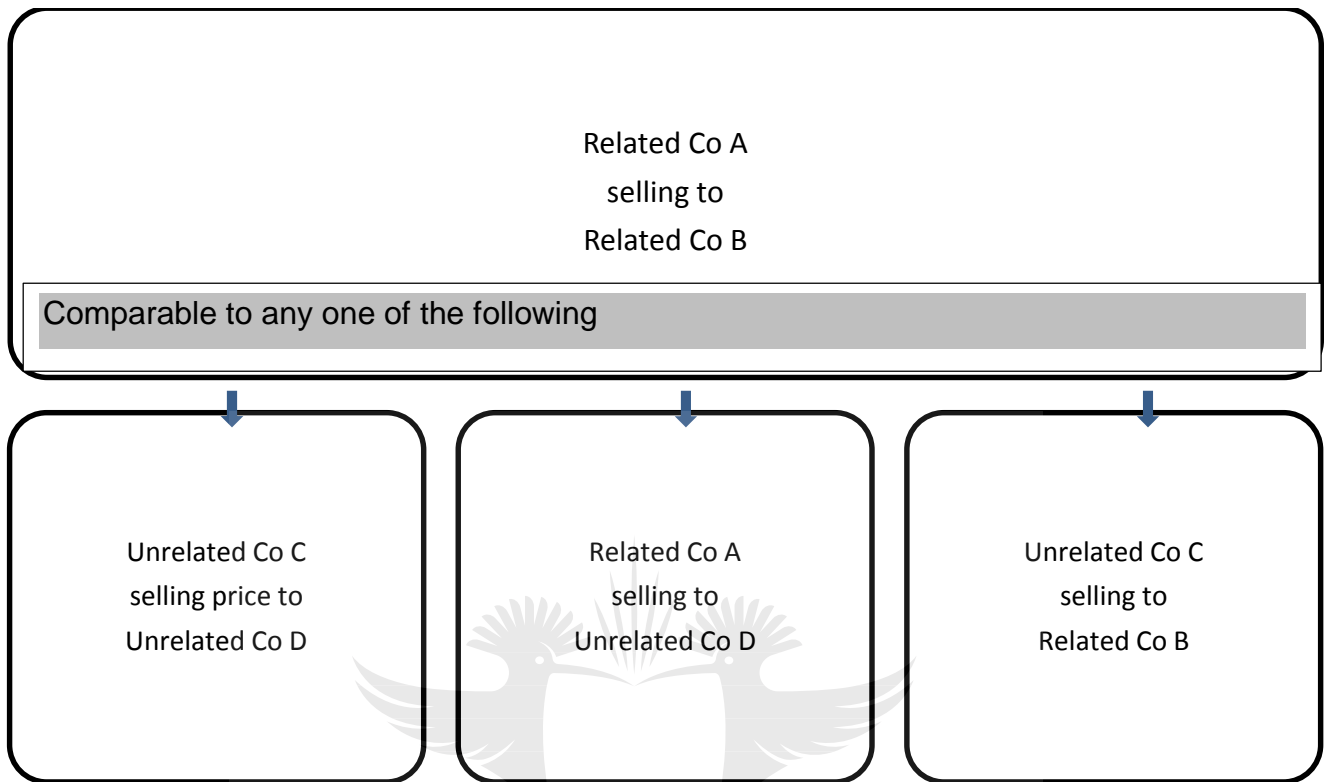 Related Co A
selling to
Related Co B
Comparable to any one of the following
Unrelated Co C
selling price to
Unrelated Co D
Related Co A
selling to
Unrelated Co D
Unrelated Co C
selling to
Related Co B